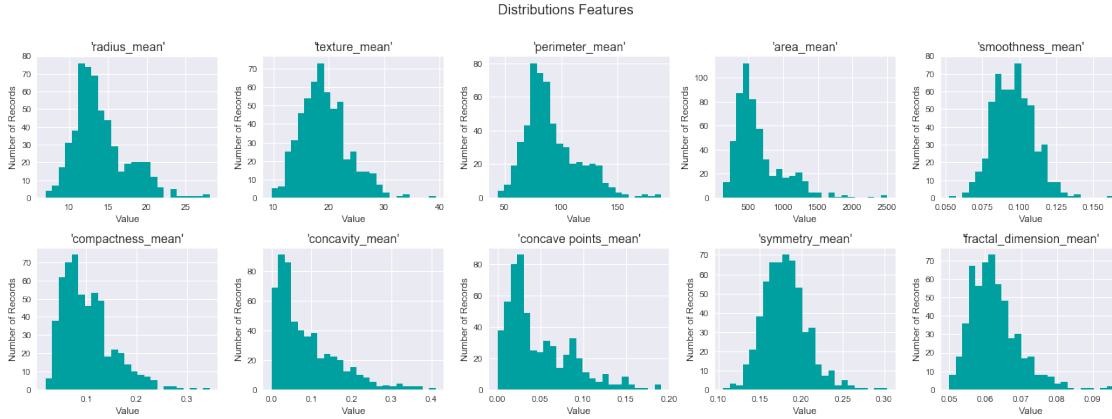 Distributions Features
'radius_mean' 'texture_mean' 'perimeter_mean' 'area_mean' 'smoothness_mean'
Number of Records
80
70
60
50
40
30
20
10
0
10 15 20 25
Value
Number of Records
70
60
50
40
30
20
10
0
10 20 30 40
Value
Number of Records
80
60
40
20
0
50 100 150
Value
Number of Records
100
80
60
40
20
0
500 1000 1500 2000 2500
Value
Number of Records
80
70
60
50
40
30
20
10
0
0.050 0.075 0.100 0.125 0.150
Value
'compactness_mean' 'concavity_mean' 'concave points_mean' 'symmetry_mean' 'fractal_dimension_mean'
Number of Records
70
60
50
40
30
20
10
0
0.1 0.2 0.3
Value
Number of Records
80
60
40
20
0
0.0 0.1 0.2 0.3 0.4
Value
Number of Records
80
60
40
20
0
0.00 0.05 0.10 0.15 0.20
Value
Number of Records
70
60
50
40
30
20
10
0
0.10 0.15 0.20 0.25 0.30
Value
Number of Records
70
60
50
40
30
20
10
0
0.05 0.06 0.07 0.08 0.09
Value